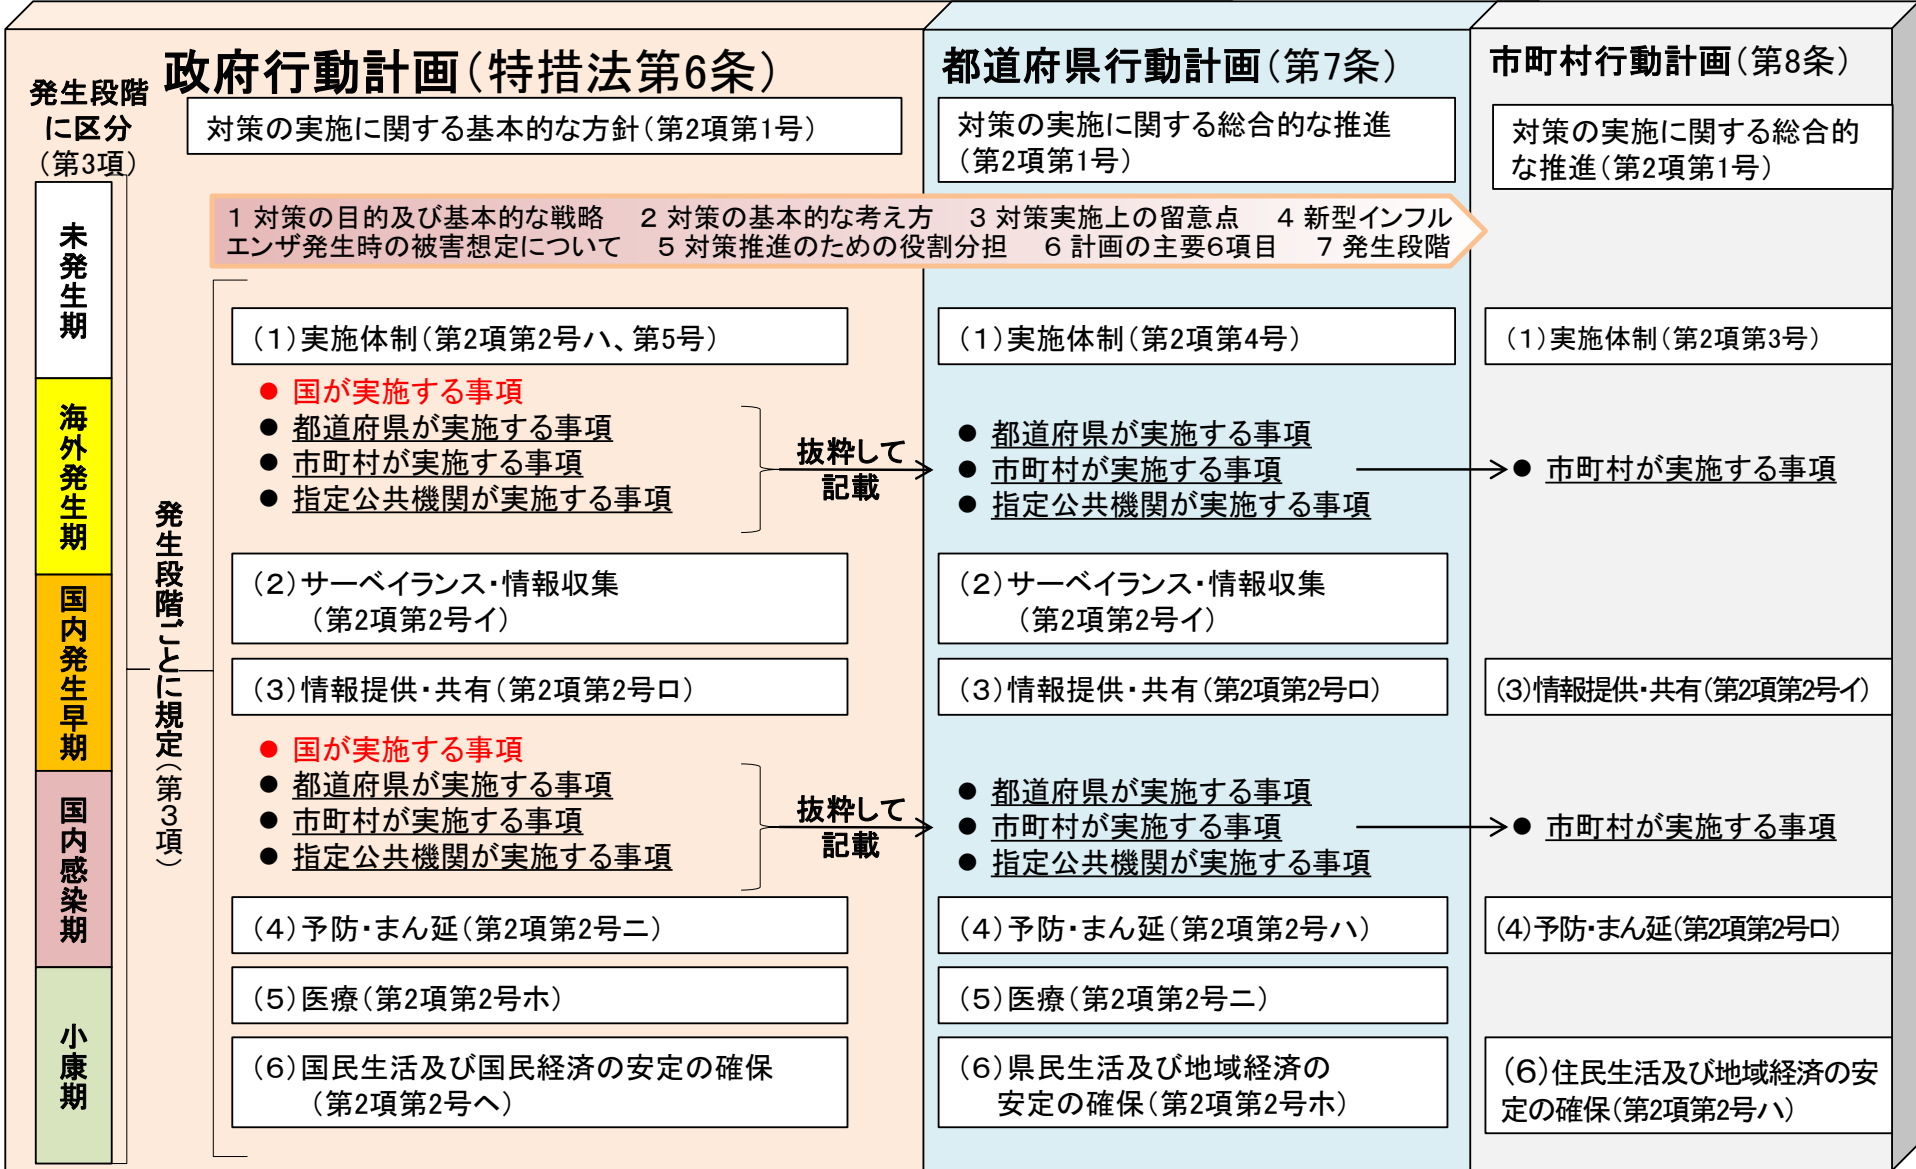 政府行動計画(特措法第6条)
発生段階
に区分
(第3項)
対策の実施に関する基本的な方針(第2項第1号)
未発生期
海外発生期
国内発生早期
国内感染期
小康期
発生段階ごとに規定(第3項)
1 対策の目的及び基本的な戦略 2 対策の基本的な考え方 3 対策実施上の留意点 4 新型インフル
エンザ発生時の被害想定について 5 対策推進のための役割分担 6 計画の主要6項目 7 発生段階
(1)実施体制(第2項第2号ハ、第5号)
● 国が実施する事項
● 都道府県が実施する事項
● 市町村が実施する事項
● 指定公共機関が実施する事項
抜粋して
記載
(2)サーベイランス・情報収集
(第2項第2号イ)
(3)情報提供・共有(第2項第2号ロ)
● 国が実施する事項
● 都道府県が実施する事項
● 市町村が実施する事項
● 指定公共機関が実施する事項
抜粋して
記載
(4)予防・まん延(第2項第2号ニ)
(5)医療(第2項第2号ホ)
(6)国民生活及び国民経済の安定の確保
(第2項第2号ヘ)
都道府県行動計画(第7条)
対策の実施に関する総合的な推進
(第2項第1号)
(1)実施体制(第2項第4号)
● 都道府県が実施する事項
● 市町村が実施する事項
● 指定公共機関が実施する事項
(2)サーベイランス・情報収集
(第2項第2号イ)
(3)情報提供・共有(第2項第2号ロ)
● 都道府県が実施する事項
● 市町村が実施する事項
● 指定公共機関が実施する事項
(4)予防・まん延(第2項第2号ハ)
(5)医療(第2項第2号ニ)
(6)県民生活及び地域経済の
安定の確保(第2項第2号ホ)
市町村行動計画(第8条)
対策の実施に関する総合的
な推進(第2項第1号)
(1)実施体制(第2項第3号)
● 市町村が実施する事項
(3)情報提供・共有(第2項第2号イ)
● 市町村が実施する事項
(4)予防・まん延(第2項第2号ロ)
(6)住民生活及び地域経済の安
定の確保(第2項第2号ハ)